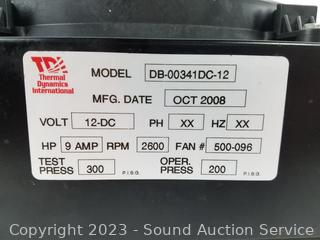 TDI
Thermal
Dynamics
International
MODEL DB-00341DC-12
MFG. DATE OCT 2008
VOLT 12-DC PH XX HZ XX
HP 9 AMP RPM 2600 FAN # 500-096
TEST PRESS 300 P.I.S.G. OPER. PRESS 200 P.I.S.G.
Copyright © 2023 - Sound Auction Service